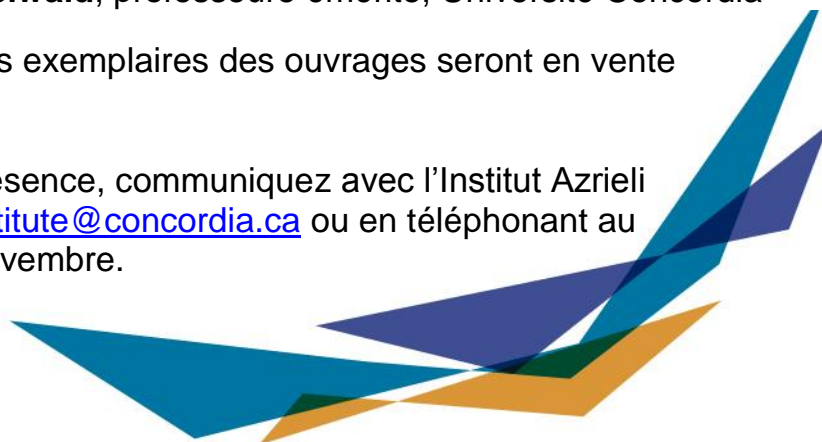 professeure émérite, Université Concordia
exemplaires des ouvrages seront en vente
communiquez avec l’Institut Azrieli
titute@concordia.ca ou en téléphonant au
vembre.